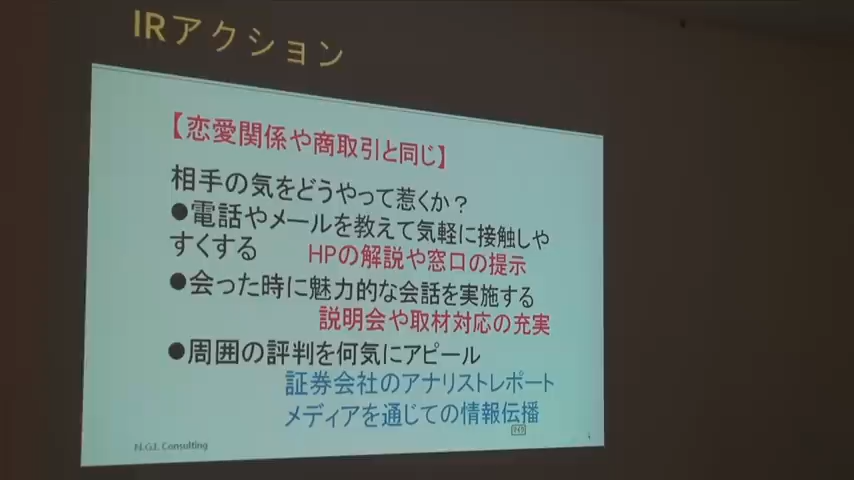 IRアクション
【恋愛関係や商取引と同じ】
相手の気をどうやって惹くか？
●電話やメールを教えて気軽に接触しや
すくする　HPの解説や窓口の提示
●会った時に魅力的な会話を実施する
説明会や取材対応の充実
●周囲の評判を何気にアピール
証券会社のアナリストレポート
メディアを通じての情報伝播
N.G.I. Consulting